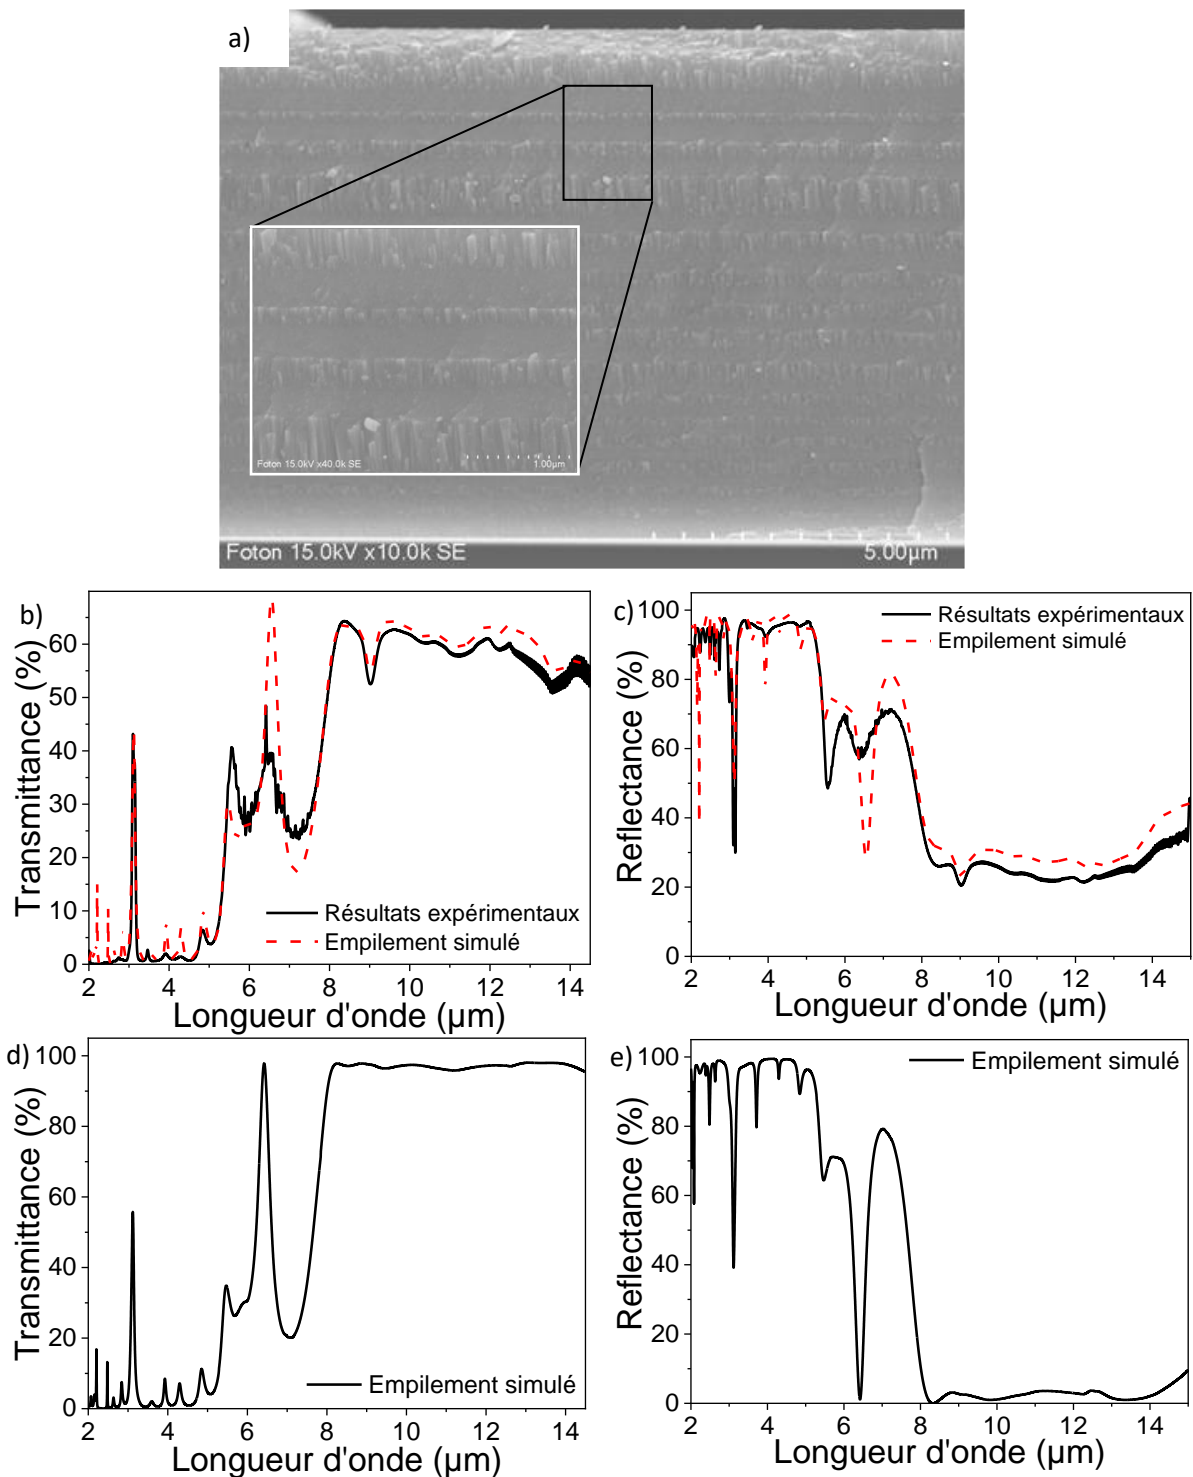 a)
Foton 15.0kV x40.0k SE 1.00µm
Foton 15.0kV x10.0k SE 5.00µm
b)
Transmittance (%)
60
50
40
30
20
10
0
2 4 6 8 10 12 14
Longueur d'onde (µm)
Résultats expérimentaux
Empilement simulé
c)
Reflectance (%)
100
80
60
40
20
0
2 4 6 8 10 12 14
Longueur d'onde (µm)
Résultats expérimentaux
Empilement simulé
d)
Transmittance (%)
100
80
60
40
20
0
2 4 6 8 10 12 14
Longueur d'onde (µm)
Empilement simulé
e)
Reflectance (%)
100
80
60
40
20
0
2 4 6 8 10 12 14
Longueur d'onde (µm)
Empilement simulé